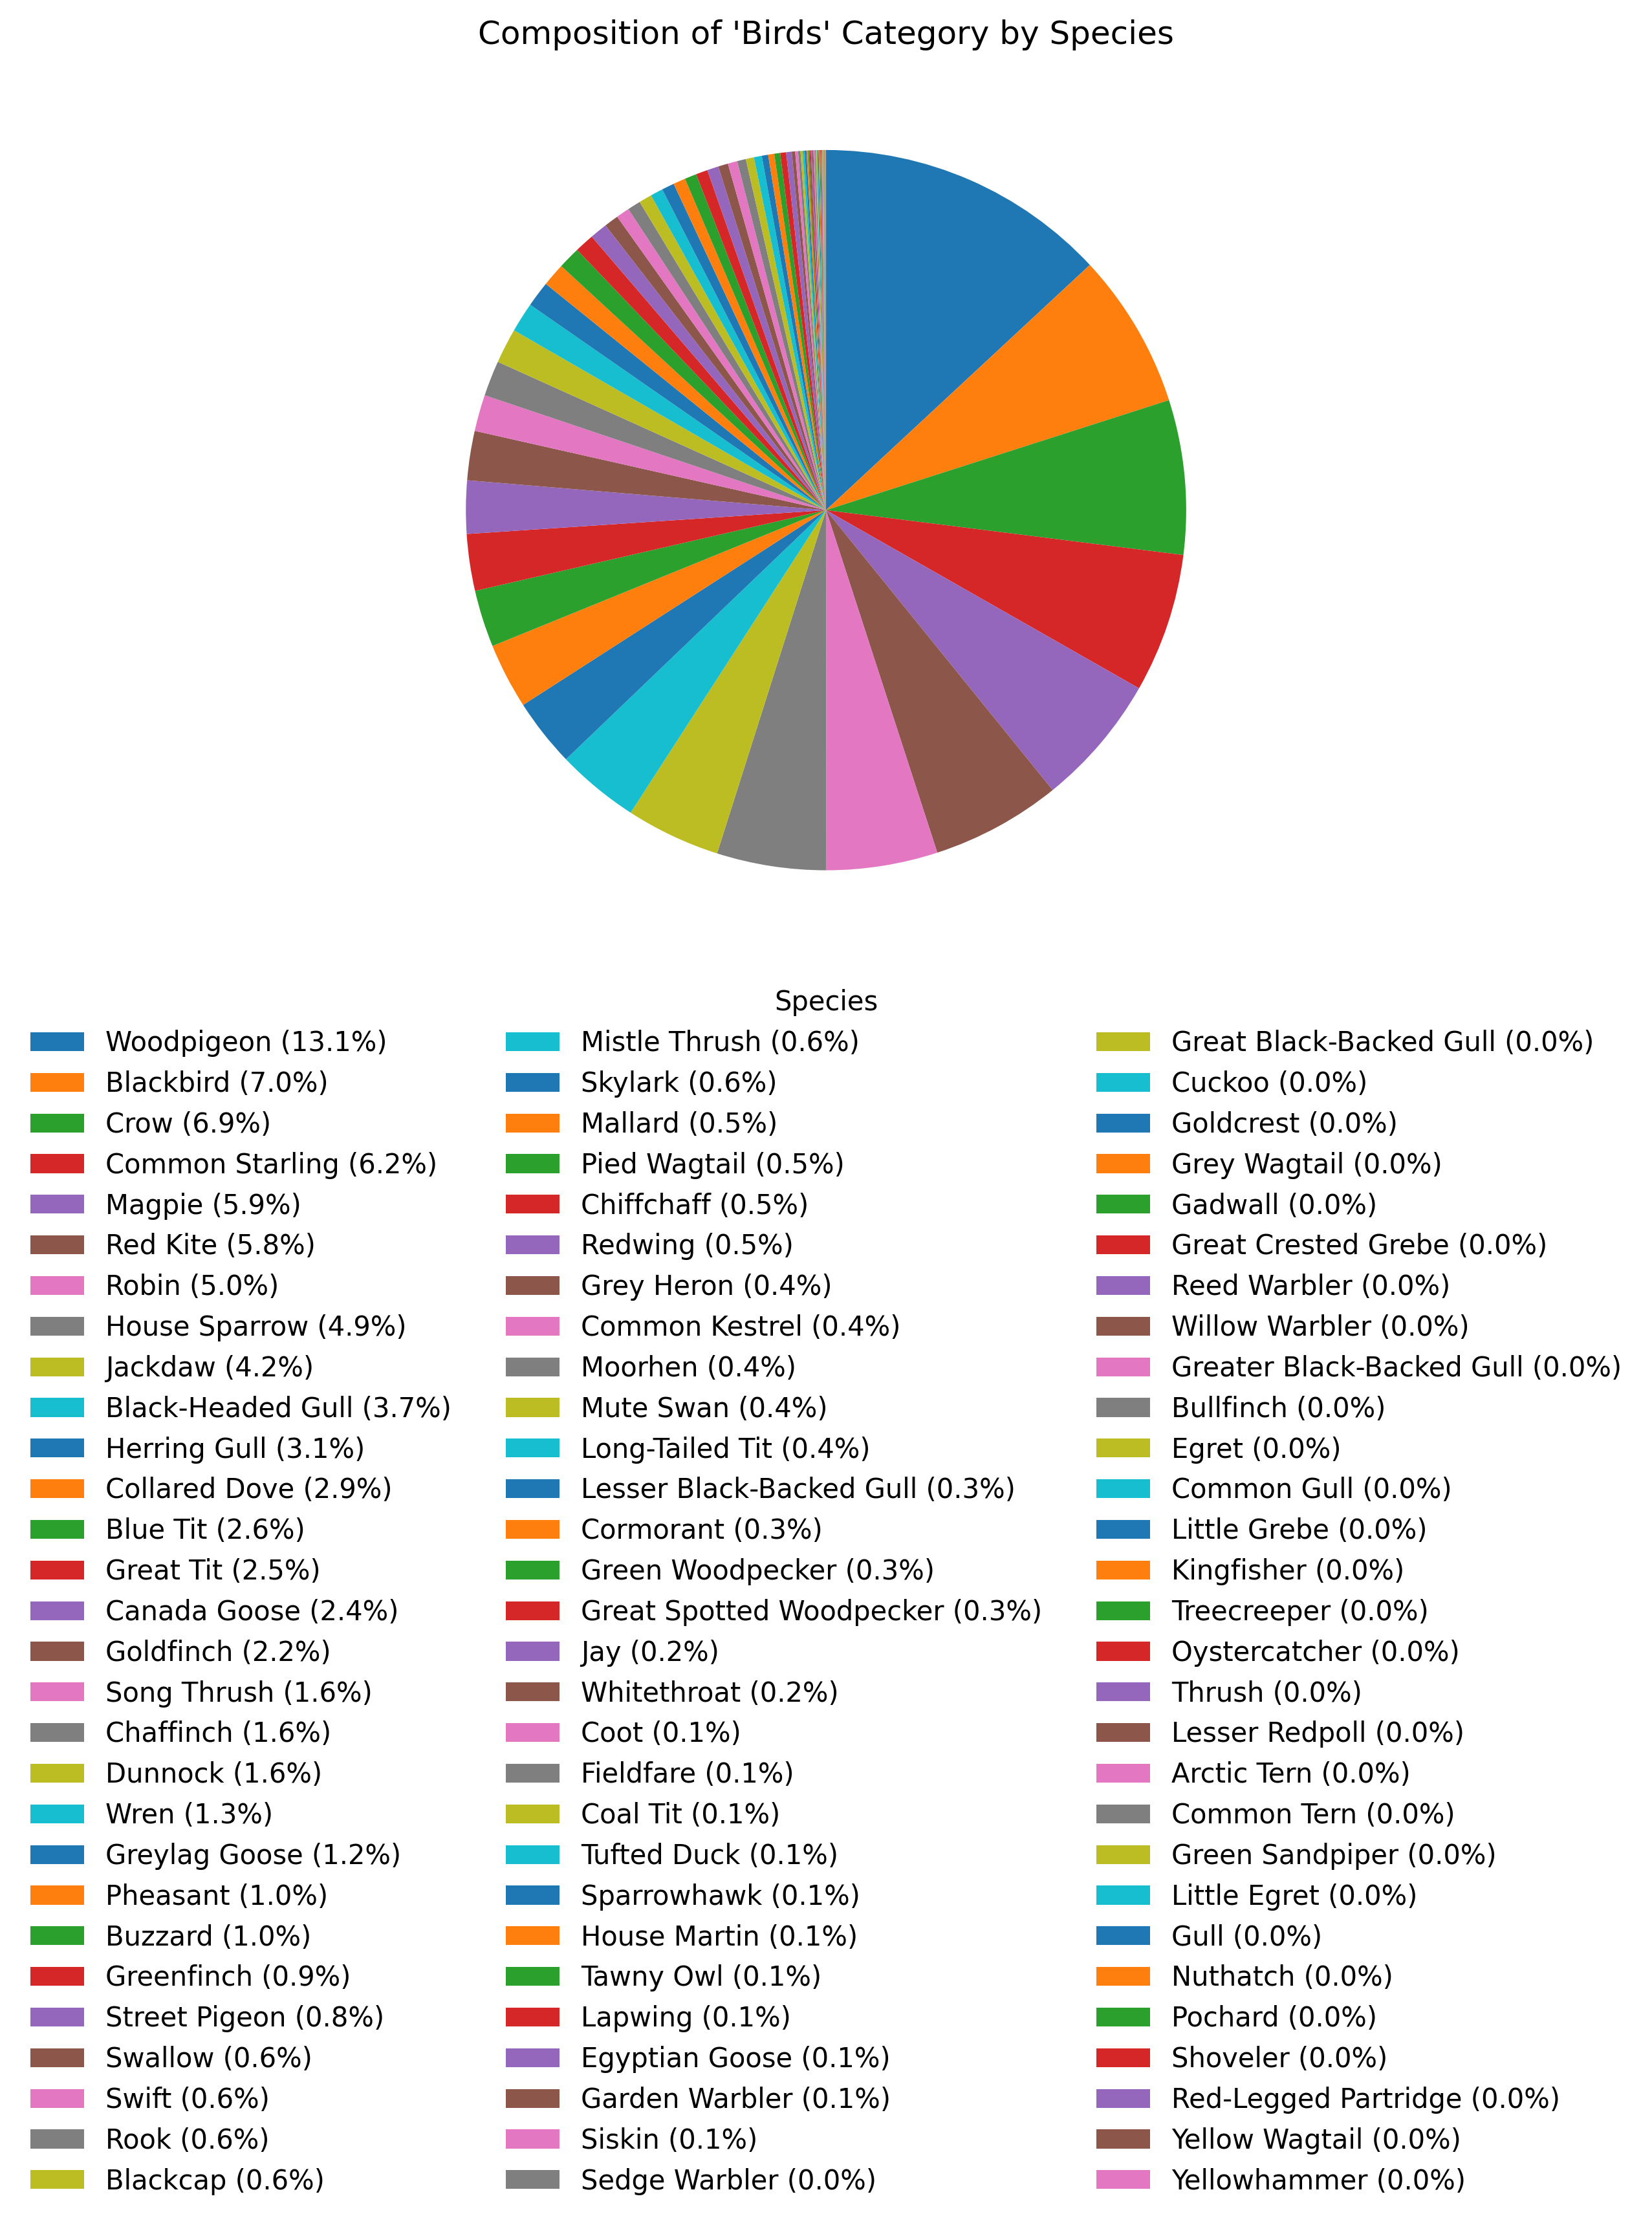 Composition of 'Birds' Category by Species
Species
Woodpigeon (13.1%)
Blackbird (7.0%)
Crow (6.9%)
Common Starling (6.2%)
Magpie (5.9%)
Red Kite (5.8%)
Robin (5.0%)
House Sparrow (4.9%)
Jackdaw (4.2%)
Black-Headed Gull (3.7%)
Herring Gull (3.1%)
Collared Dove (2.9%)
Blue Tit (2.6%)
Great Tit (2.5%)
Canada Goose (2.4%)
Goldfinch (2.2%)
Song Thrush (1.6%)
Chaffinch (1.6%)
Dunnock (1.6%)
Wren (1.3%)
Greylag Goose (1.2%)
Pheasant (1.0%)
Buzzard (1.0%)
Greenfinch (0.9%)
Street Pigeon (0.8%)
Swallow (0.6%)
Swift (0.6%)
Rook (0.6%)
Blackcap (0.6%)
Mistle Thrush (0.6%)
Skylark (0.6%)
Mallard (0.5%)
Pied Wagtail (0.5%)
Chiffchaff (0.5%)
Redwing (0.5%)
Grey Heron (0.4%)
Common Kestrel (0.4%)
Moorhen (0.4%)
Mute Swan (0.4%)
Long-Tailed Tit (0.4%)
Lesser Black-Backed Gull (0.3%)
Cormorant (0.3%)
Green Woodpecker (0.3%)
Great Spotted Woodpecker (0.3%)
Jay (0.2%)
Whitethroat (0.2%)
Coot (0.1%)
Fieldfare (0.1%)
Coal Tit (0.1%)
Tufted Duck (0.1%)
Sparrowhawk (0.1%)
House Martin (0.1%)
Tawny Owl (0.1%)
Lapwing (0.1%)
Egyptian Goose (0.1%)
Garden Warbler (0.1%)
Siskin (0.1%)
Sedge Warbler (0.0%)
Great Black-Backed Gull (0.0%)
Cuckoo (0.0%)
Goldcrest (0.0%)
Grey Wagtail (0.0%)
Gadwall (0.0%)
Great Crested Grebe (0.0%)
Reed Warbler (0.0%)
Willow Warbler (0.0%)
Greater Black-Backed Gull (0.0%)
Bullfinch (0.0%)
Egret (0.0%)
Common Gull (0.0%)
Little Grebe (0.0%)
Kingfisher (0.0%)
Treecreeper (0.0%)
Oystercatcher (0.0%)
Thrush (0.0%)
Lesser Redpoll (0.0%)
Arctic Tern (0.0%)
Common Tern (0.0%)
Green Sandpiper (0.0%)
Little Egret (0.0%)
Gull (0.0%)
Nuthatch (0.0%)
Pochard (0.0%)
Shoveler (0.0%)
Red-Legged Partridge (0.0%)
Yellow Wagtail (0.0%)
Yellowhammer (0.0%)